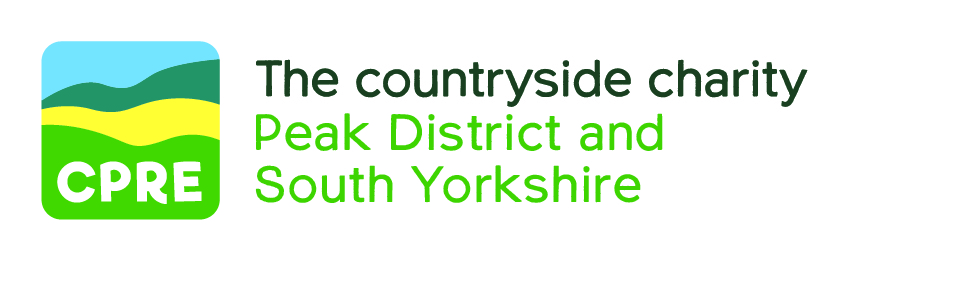 CPRE
The countryside charity
Peak District and
South Yorkshire